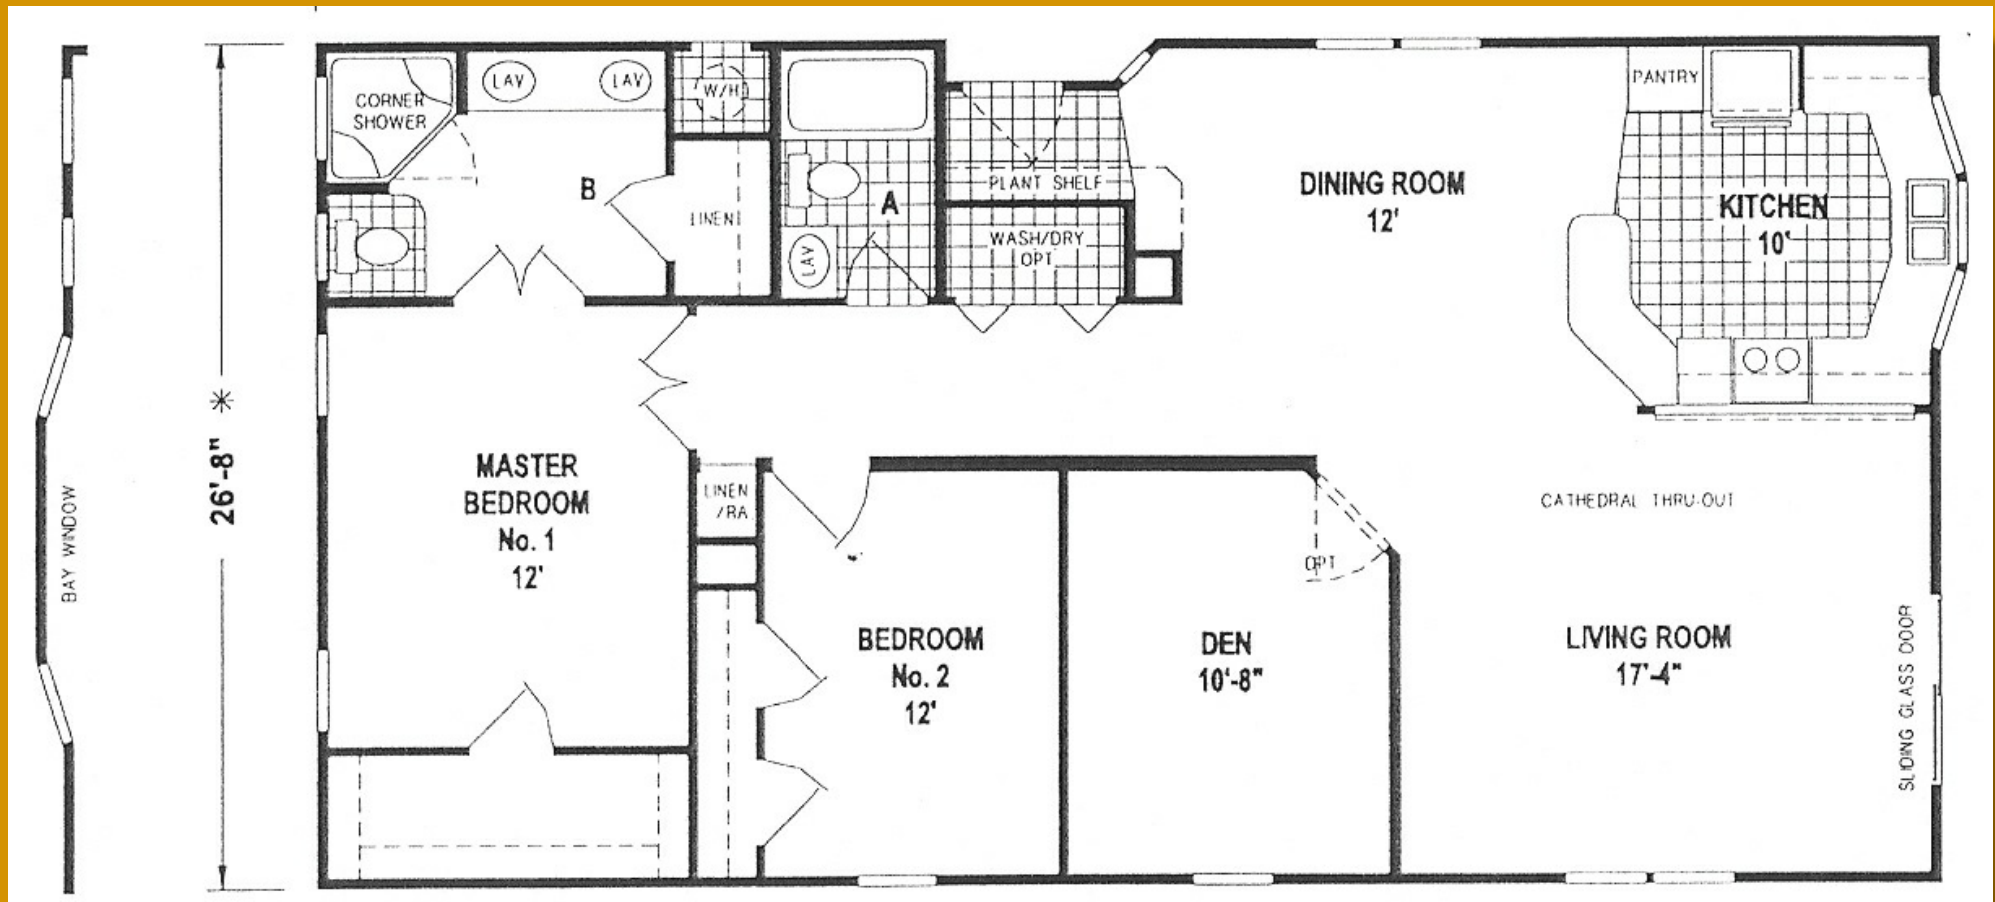 CORNER
SHOWER
LAV
LAV
W/H
B
LINEN
A
LAV
PLANT SHELF
WASH/DRY
OPT
DINING ROOM
12'
PANTRY
KITCHEN
10'
26'-8"
BAY WINDOW
MASTER
BEDROOM
No. 1
12'
LINEN
/RA
BEDROOM
No. 2
12'
OPT
DEN
10'-8"
CATHEDRAL THRU-OUT
LIVING ROOM
17'-4"
SLIDING GLASS DOOR